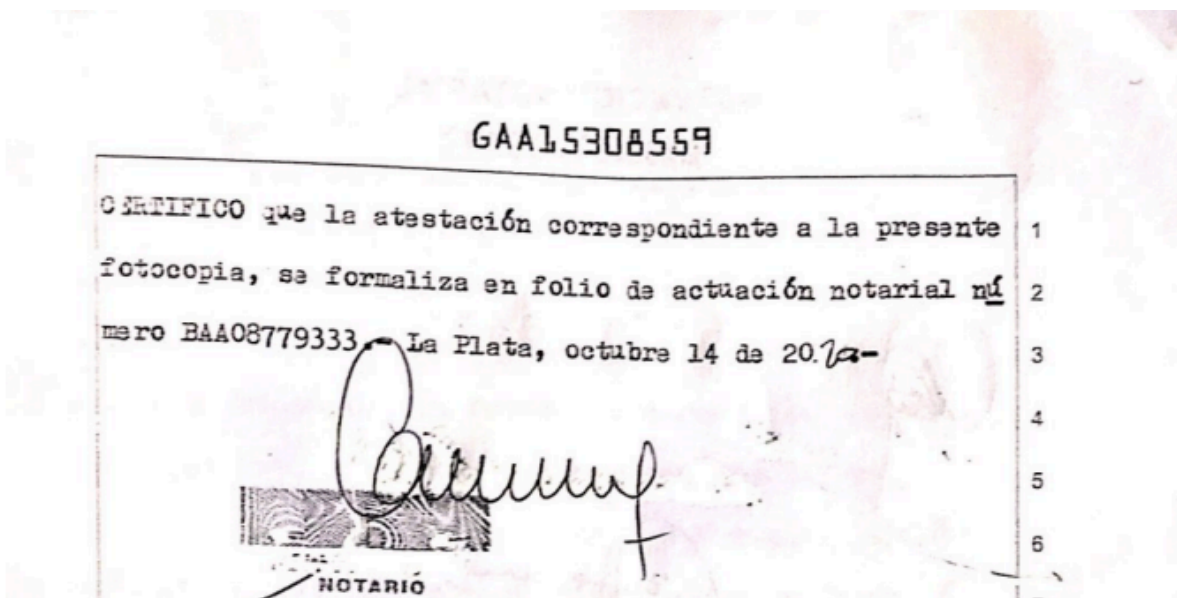 GAA15308559
CERTIFICO que la atestación correspondiente a la presente 1
fotocopia, se formaliza en folio de actuación notarial nú 2
mero BAA08779333.- La Plata, octubre 14 de 20. 3
4
5
6
NOTARIO